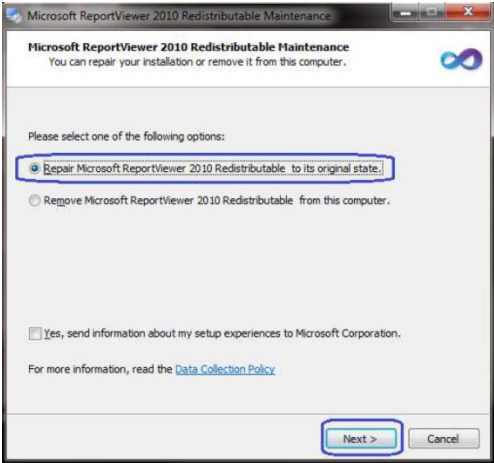 Microsoft ReportViewer 2010 Redistributable Maintenance
Microsoft ReportViewer 2010 Redistributable Maintenance
You can repair your installation or remove it from this computer.
Please select one of the following options:
Repair Microsoft ReportViewer 2010 Redistributable to its original state.
Remove Microsoft ReportViewer 2010 Redistributable from this computer.
Yes, send information about my setup experiences to Microsoft Corporation.
For more information, read the Data Collection Policy
Next > Cancel